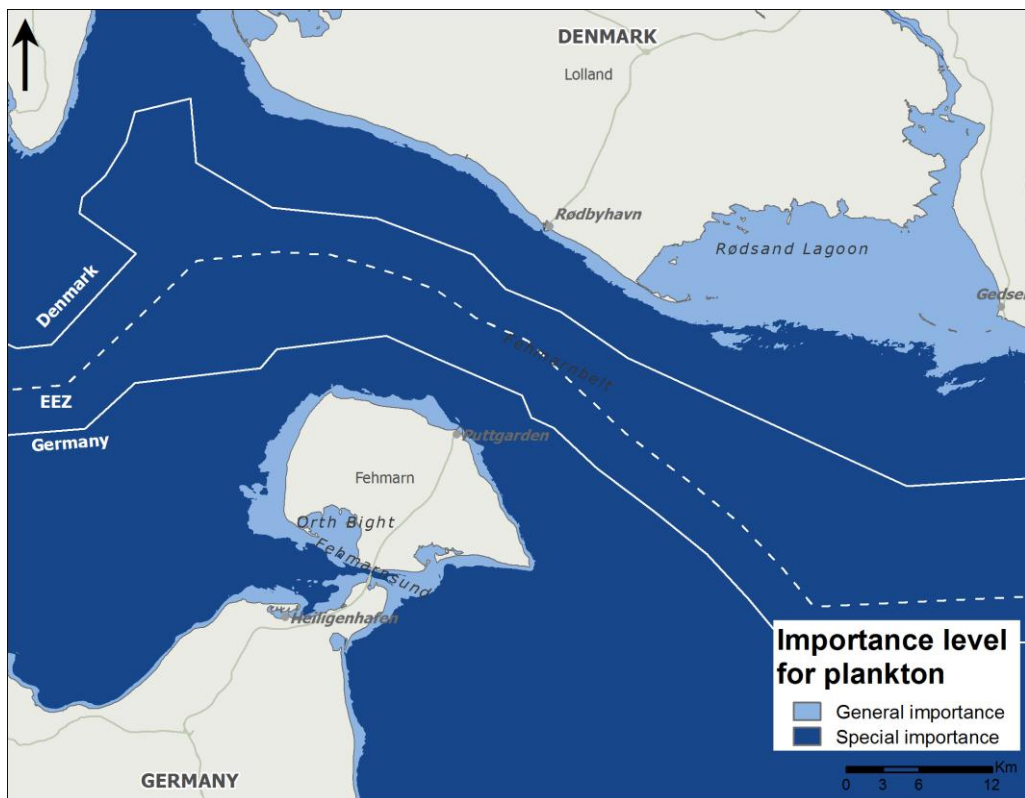 DENMARK
Lolland
Rødbyhavn
Rødsand Lagoon
Gedser
Denmark
Fehmarnbelt
EEZ
Germany
Puttgarden
Fehmarn
Orth Bight
Fehmarnsund
Heiligenhafen
GERMANY
Importance level
for plankton
General importance
Special importance
Km
0 3 6 12